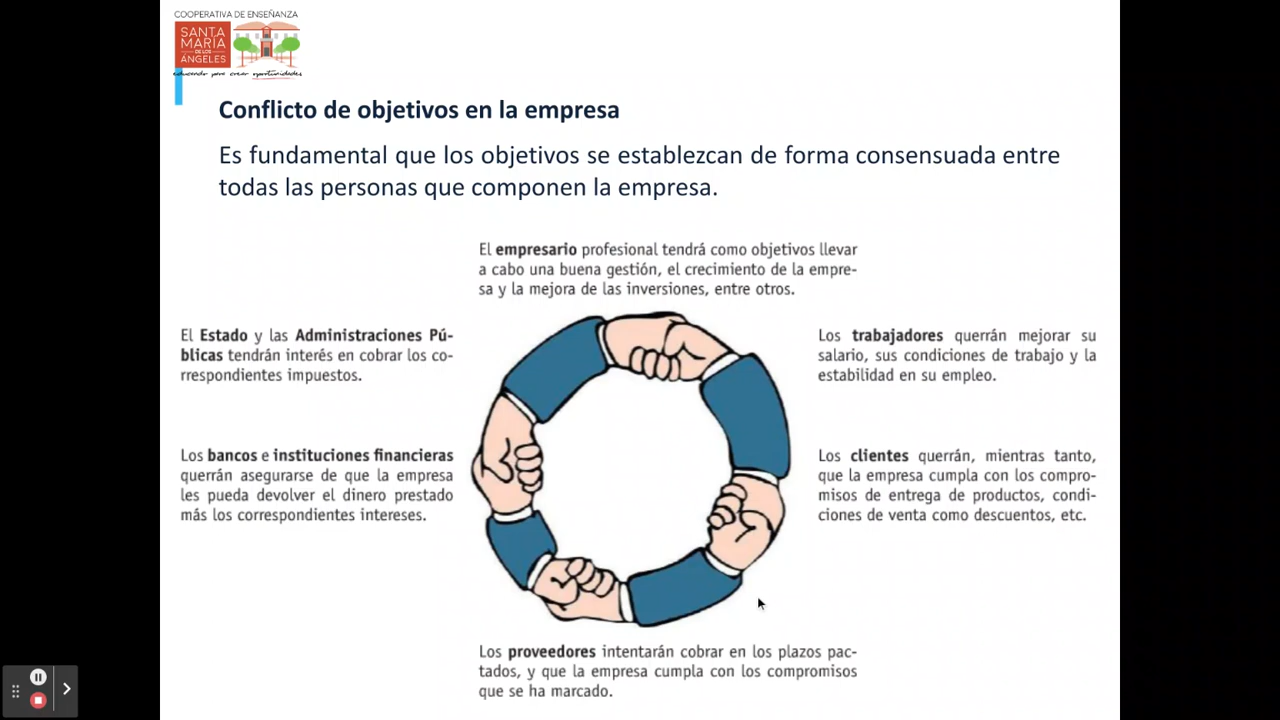 COOPERATIVA DE ENSEÑANZA
SANTA
MARÍA
DE LOS
ÁNGELES
educando para crear oportunidades
Conflicto de objetivos en la empresa
Es fundamental que los objetivos se establezcan de forma consensuada entre
todas las personas que componen la empresa.
El empresario profesional tendrá como objetivos llevar
a cabo una buena gestión, el crecimiento de la empre-
sa y la mejora de las inversiones, entre otros.
El Estado y las Administraciones Pú-
blicas tendrán interés en cobrar los co-
rrespondientes impuestos.
Los trabajadores querrán mejorar su
salario, sus condiciones de trabajo y la
estabilidad en su empleo.
Los bancos e instituciones financieras
querrán asegurarse de que la empresa
les pueda devolver el dinero prestado
más los correspondientes intereses.
Los clientes querrán, mientras tanto,
que la empresa cumpla con los compro-
misos de entrega de productos, condi-
ciones de venta como descuentos, etc.
Los proveedores intentarán cobrar en los plazos pac-
tados, y que la empresa cumpla con los compromisos
que se ha marcado.